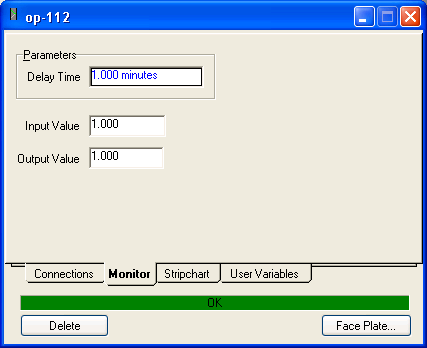 op-112
Parameters
Delay Time 1.000 minutes
Input Value 1.000
Output Value 1.000
Connections Monitor Stripchart User Variables
OK
Delete Face Plate...